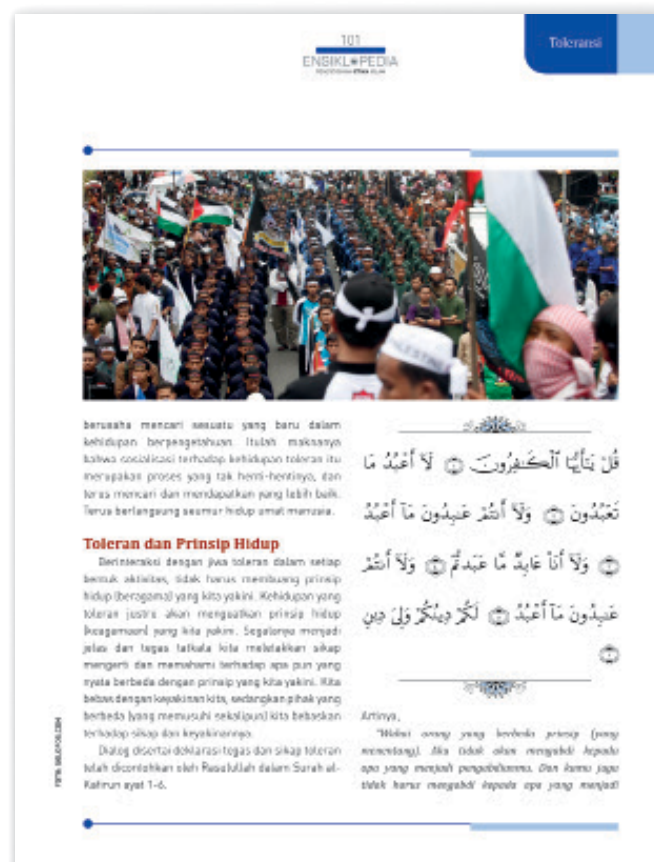 101
ENSIKLOPEDIA
PENDIDIKAN ETIKA ISLAM
Toleransi
berusaha mencari sesuatu yang baru dalam
kehidupan berpengetahuan. Itulah maknanya
bahwa sosialisasi terhadap kehidupan toleran itu
merupakan proses yang tak henti-hentinya, dan
terus mencari dan mendapatkan yang lebih baik.
Terus berlangsung seumur hidup umat manusia.
Toleran dan Prinsip Hidup
Berinteraksi dengan jiwa toleran dalam setiap
bentuk aktivitas, tidak harus membuang prinsip
hidup (beragama) yang kita yakini. Kehidupan yang
toleran justru akan menguatkan prinsip hidup
(keagamaan) yang kita yakini. Segalanya menjadi
jelas dan tegas tatkala kita meletakkan sikap
mengerti dan memahami terhadap apa pun yang
nyata berbeda dengan prinsip yang kita yakini. Kita
bebas dengan keyakinan kita, sedangkan pihak yang
berbeda (yang memusuhi sekalipun) kita bebaskan
terhadap sikap dan keyakinannya.
Dialog disertai deklarasi tegas dan sikap toleran
telah dicontohkan oleh Rasulullah dalam Surah al-
Kafirun ayat 1-6.
قُلْ يَـٰٓأَيُّهَا ٱلْكَـٰفِرُونَ ۝ لَآ أَعْبُدُ مَا
تَعْبُدُونَ ۝ وَلَآ أَنتُمْ عَـٰبِدُونَ مَآ أَعْبُدُ
۝ وَلَآ أَنَا۠ عَابِدٌ مَّا عَبَدتُّمْ ۝ وَلَآ أَنتُمْ
عَـٰبِدُونَ مَآ أَعْبُدُ ۝ لَكُمْ دِينُكُمْ وَلِىَ دِينِ
۝
Artinya,
"Wahai orang yang berbeda prinsip (yang
menentang). Aku tidak akan mengabdi kepada
apa yang menjadi pengabdianmu. Dan kamu juga
tidak harus mengabdi kepada apa yang menjadi